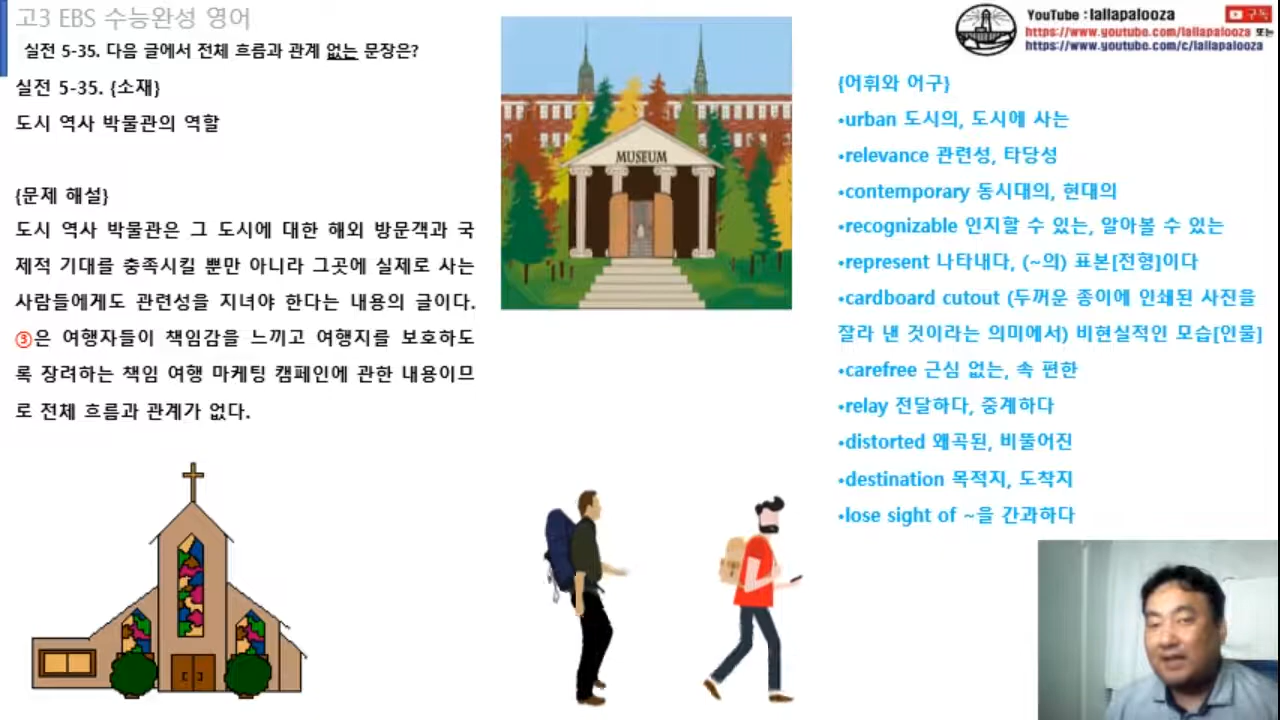 고3 EBS 수능완성 영어
실전 5-35. 다음 글에서 전체 흐름과 관계 없는 문장은?
실전 5-35. {소재}
도시 역사 박물관의 역할
{문제 해설}
도시 역사 박물관은 그 도시에 대한 해외 방문객과 국
제적 기대를 충족시킬 뿐만 아니라 그곳에 실제로 사는
사람들에게도 관련성을 지녀야 한다는 내용의 글이다.
③은 여행자들이 책임감을 느끼고 여행지를 보호하도
록 장려하는 책임 여행 마케팅 캠페인에 관한 내용이므
로 전체 흐름과 관계가 없다.
MUSEUM
YouTube : lallapalooza
구독
https://www.youtube.com/lallapalooza 또는
https://www.youtube.com/c/lallapalooza
{어휘와 어구}
•urban 도시의, 도시에 사는
•relevance 관련성, 타당성
•contemporary 동시대의, 현대의
•recognizable 인지할 수 있는, 알아볼 수 있는
•represent 나타내다, (~의) 표본[전형]이다
•cardboard cutout (두꺼운 종이에 인쇄된 사진을
잘라 낸 것이라는 의미에서) 비현실적인 모습[인물]
•carefree 근심 없는, 속 편한
•relay 전달하다, 중계하다
•distorted 왜곡된, 비뚤어진
•destination 목적지, 도착지
•lose sight of ~을 간과하다